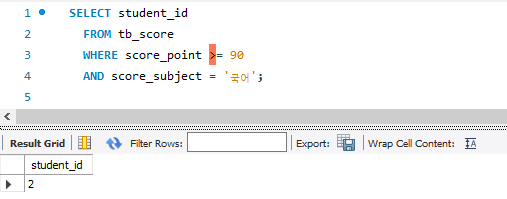 1 SELECT student_id
2 FROM tb_score
3 WHERE score_point >= 90
4 AND score_subject = '국어';
5
Result Grid Filter Rows: Export: Wrap Cell Content: IA
student_id
2